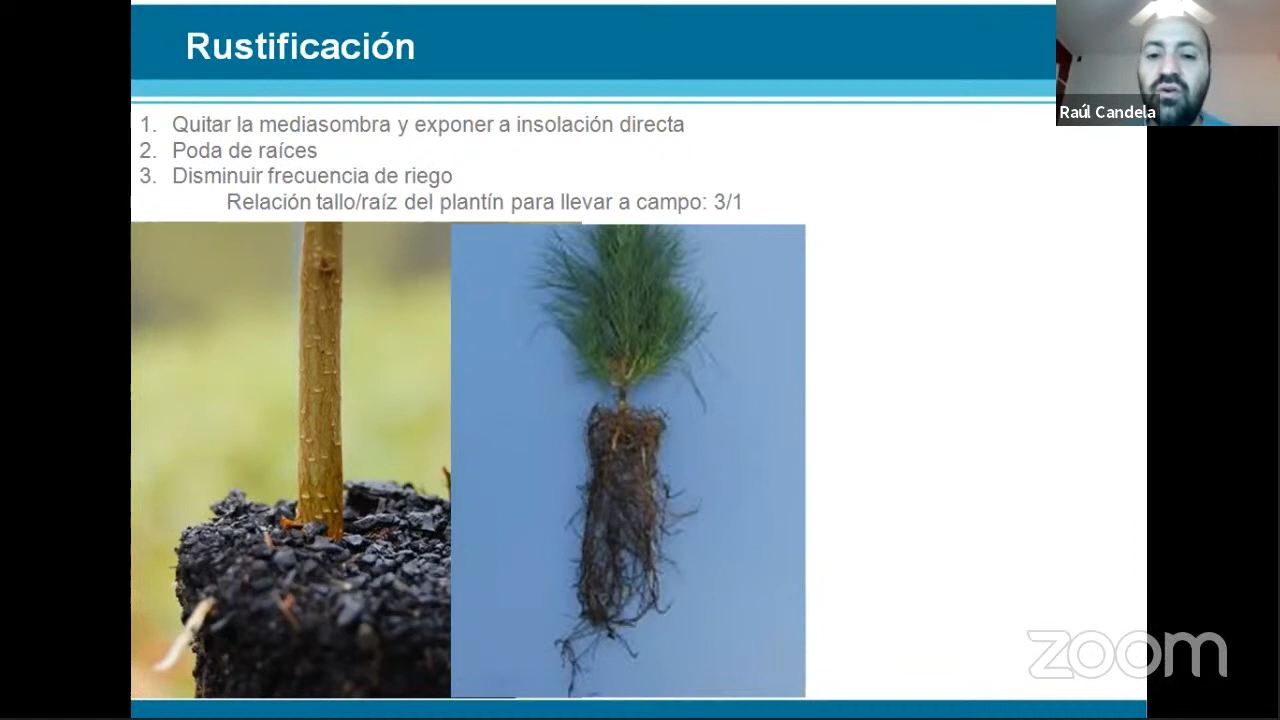 Rustificación
1. Quitar la mediasombra y exponer a insolación directa
2. Poda de raíces
3. Disminuir frecuencia de riego
Relación tallo/raíz del plantín para llevar a campo: 3/1
Raúl Candela
zoom